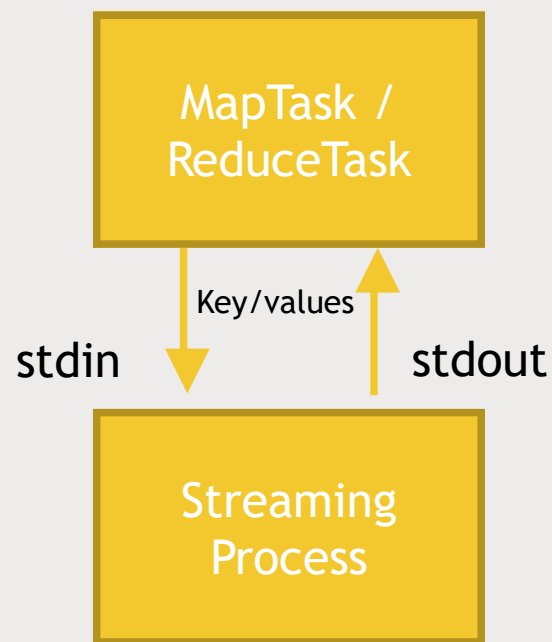 MapTask /
ReduceTask
Key/values
stdin
stdout
Streaming
Process